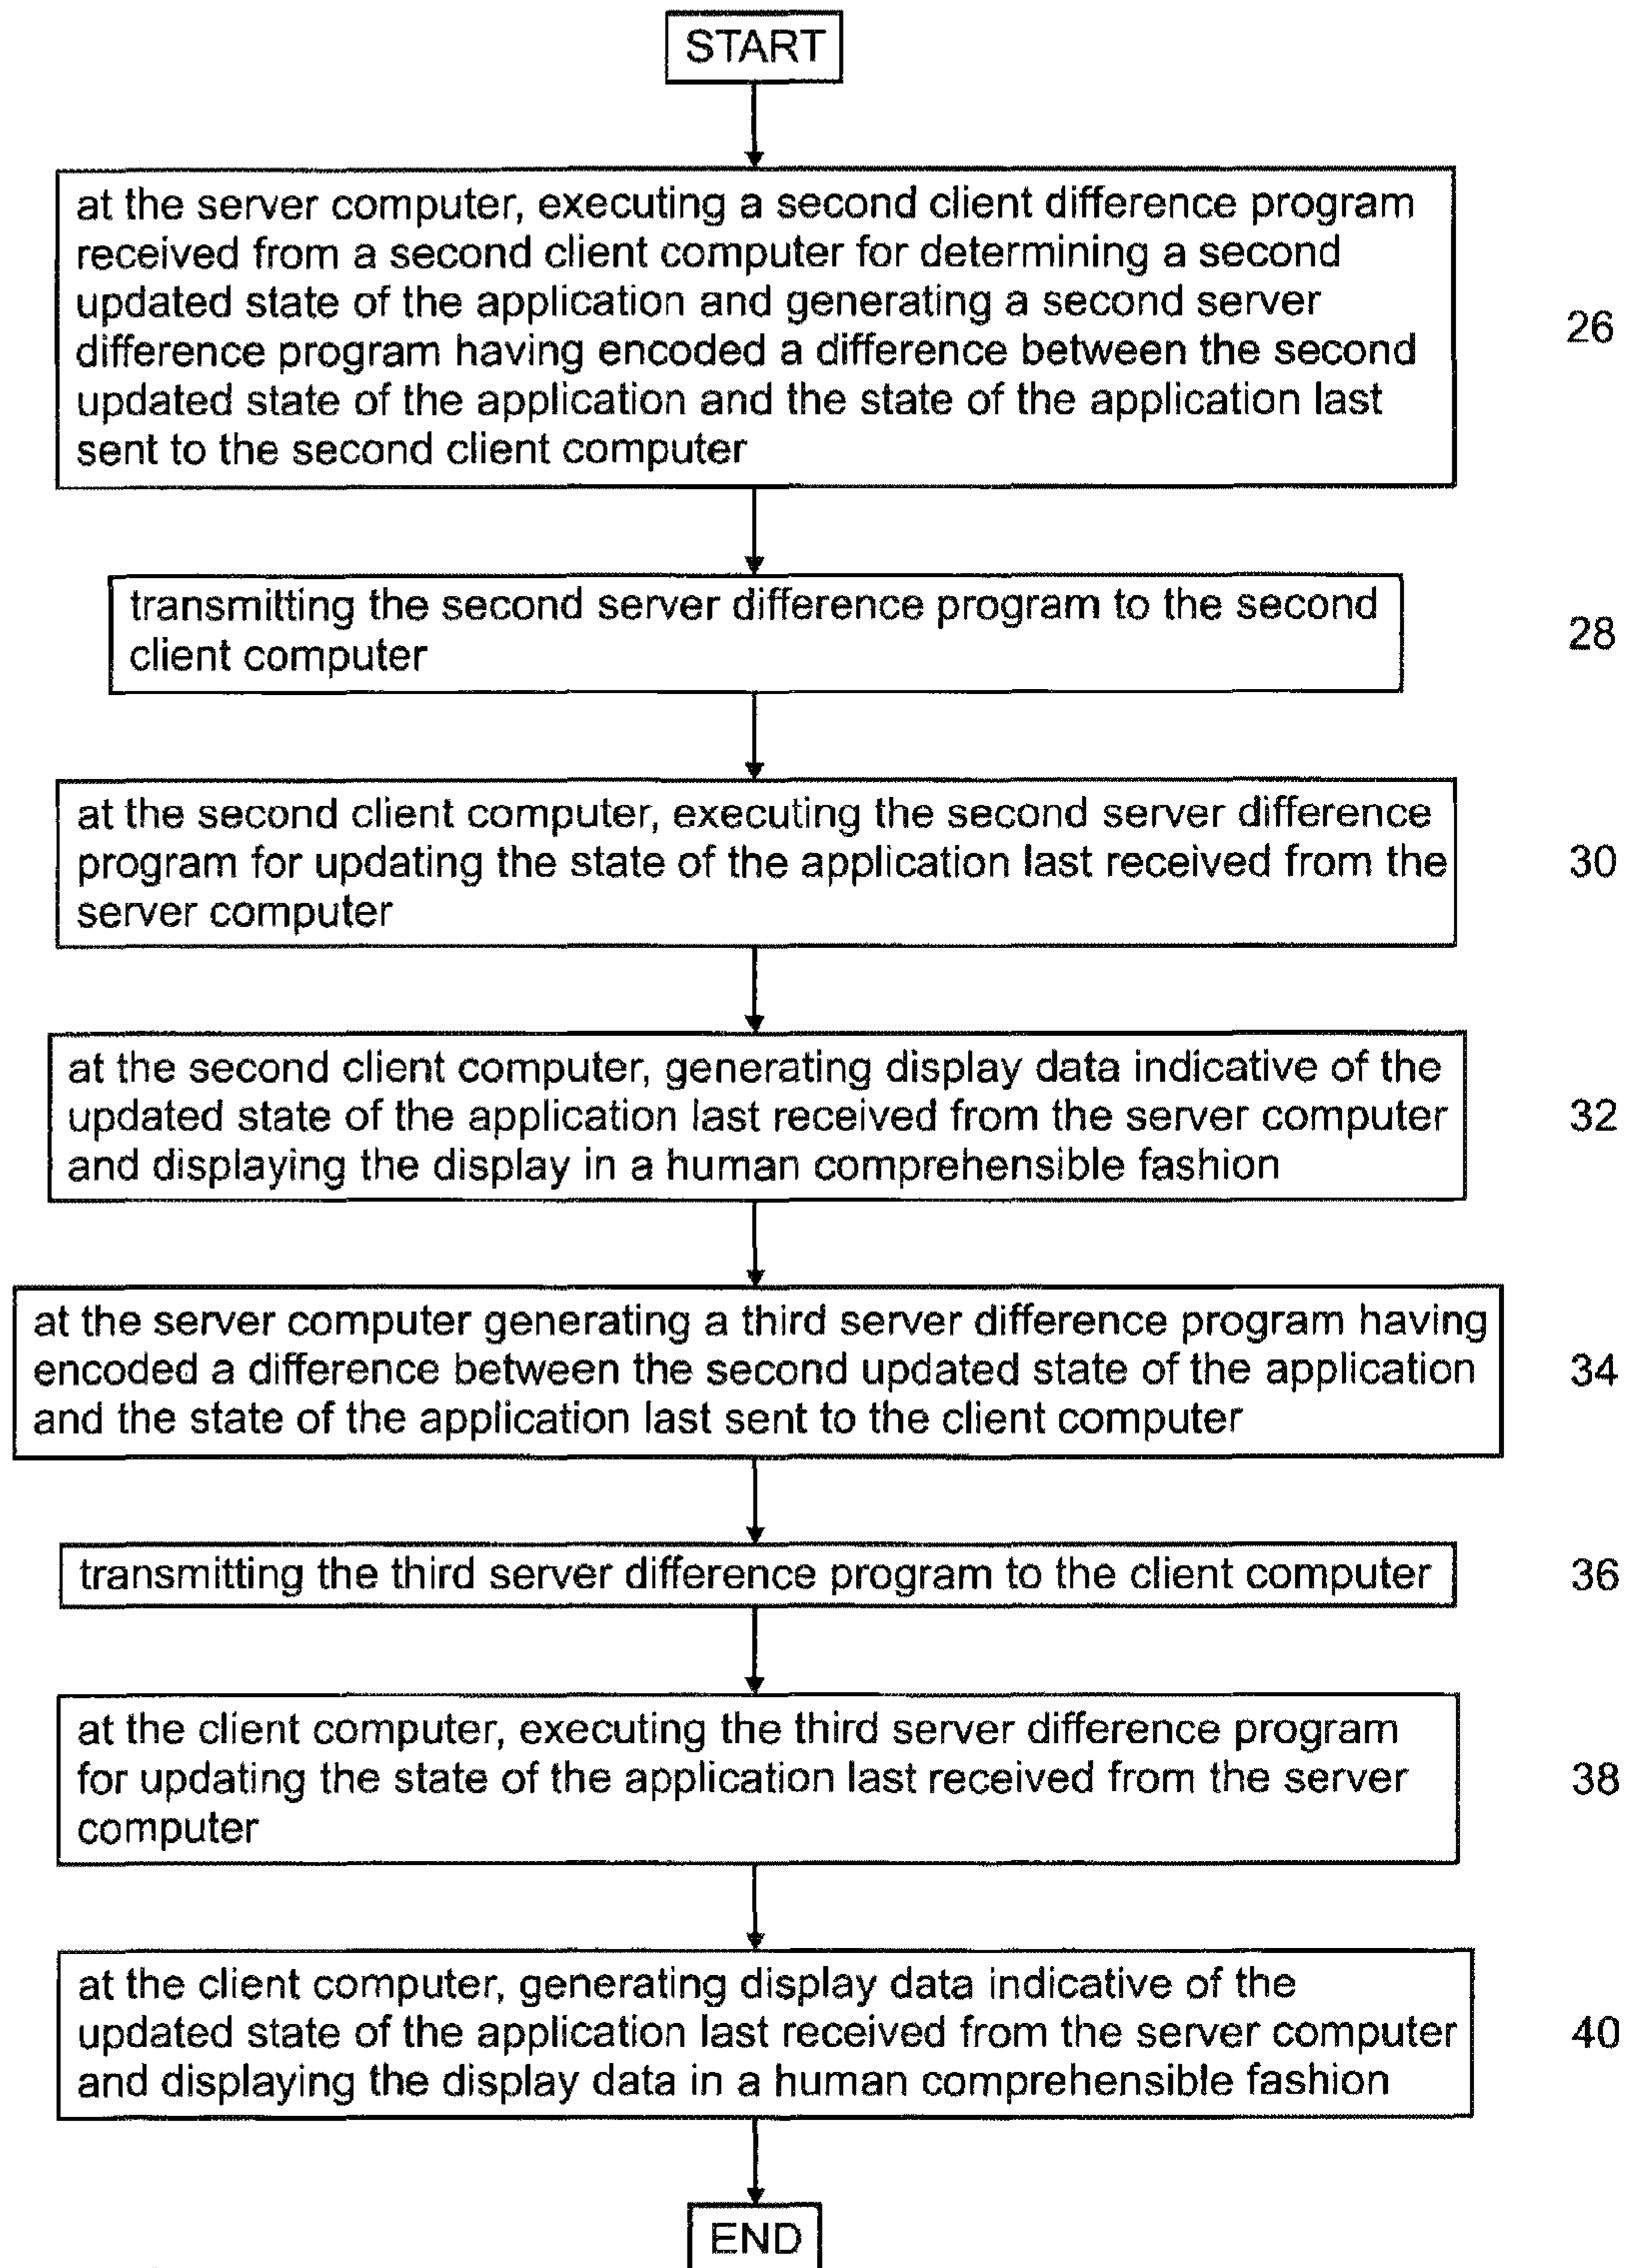 START
at the server computer, executing a second client difference program
received from a second client computer for determining a second
updated state of the application and generating a second server
difference program having encoded a difference between the second
updated state of the application and the state of the application last
sent to the second client computer
26
transmitting the second server difference program to the second
client computer
28
at the second client computer, executing the second server difference
program for updating the state of the application last received from the
server computer
30
at the second client computer, generating display data indicative of the
updated state of the application last received from the server computer
and displaying the display in a human comprehensible fashion
32
at the server computer generating a third server difference program having
encoded a difference between the second updated state of the application
and the state of the application last sent to the client computer
34
transmitting the third server difference program to the client computer
36
at the client computer, executing the third server difference program
for updating the state of the application last received from the server
computer
38
at the client computer, generating display data indicative of the
updated state of the application last received from the server computer
and displaying the display data in a human comprehensible fashion
40
END